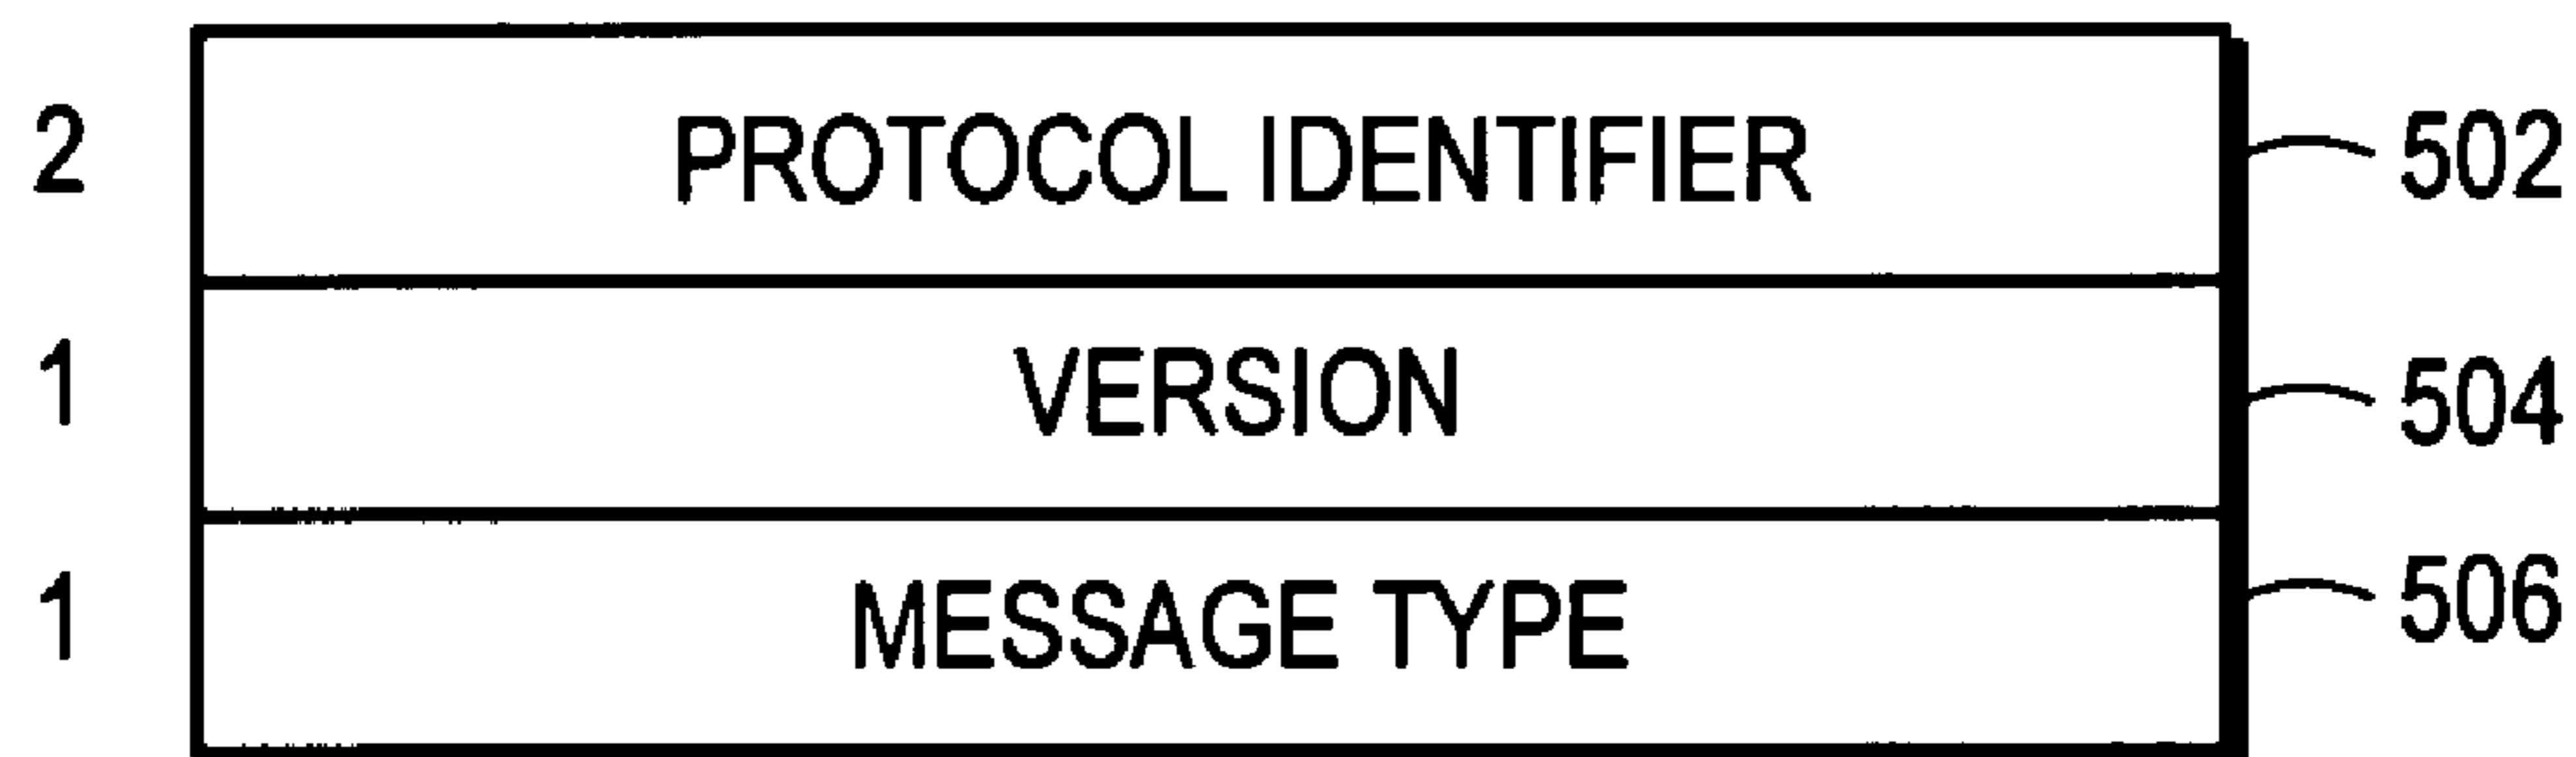 2 PROTOCOL IDENTIFIER 502
1 VERSION 504
1 MESSAGE TYPE 506